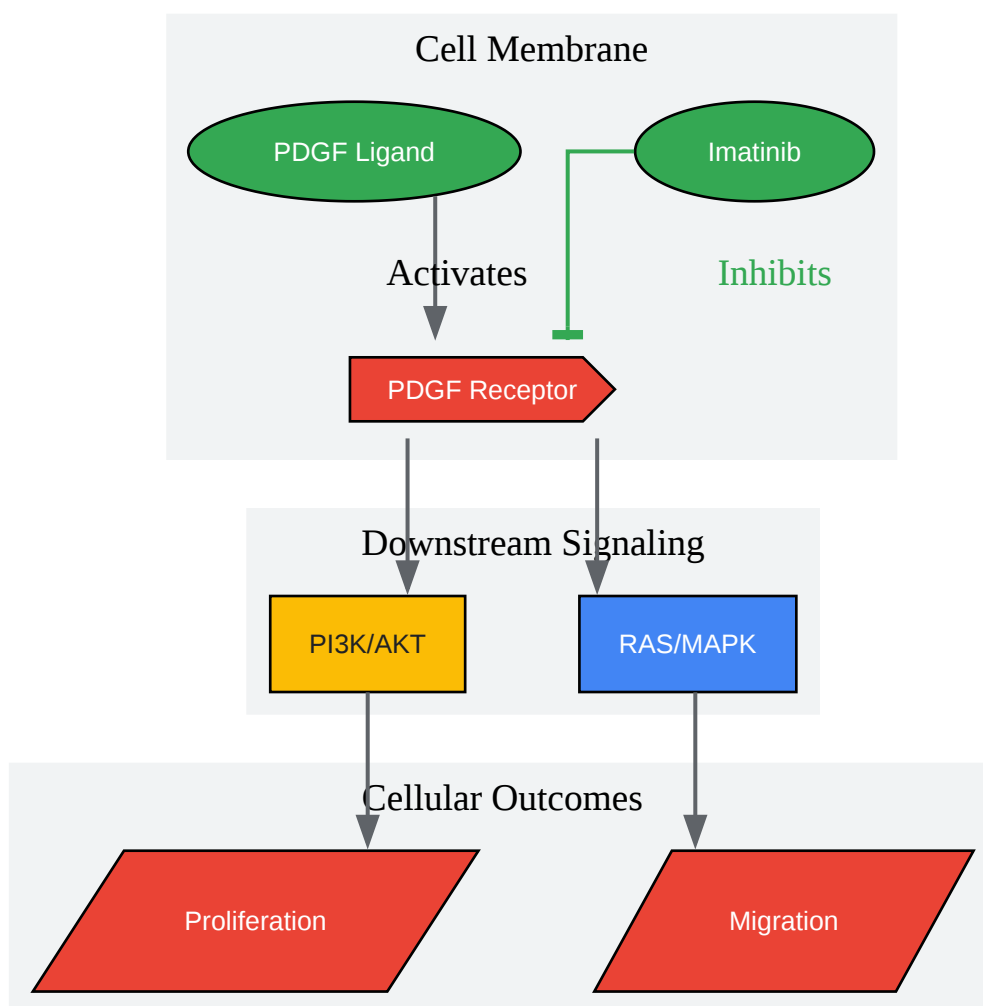 Cell Membrane
PDGF Ligand
Imatinib
Activates
Inhibits
PDGF Receptor
Downstream Signaling
PI3K/AKT
RAS/MAPK
Cellular Outcomes
Proliferation
Migration